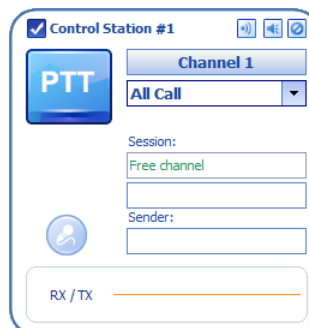 Control Station #1
PTT
Channel 1
All Call
Session:
Free channel
Sender:
RX / TX